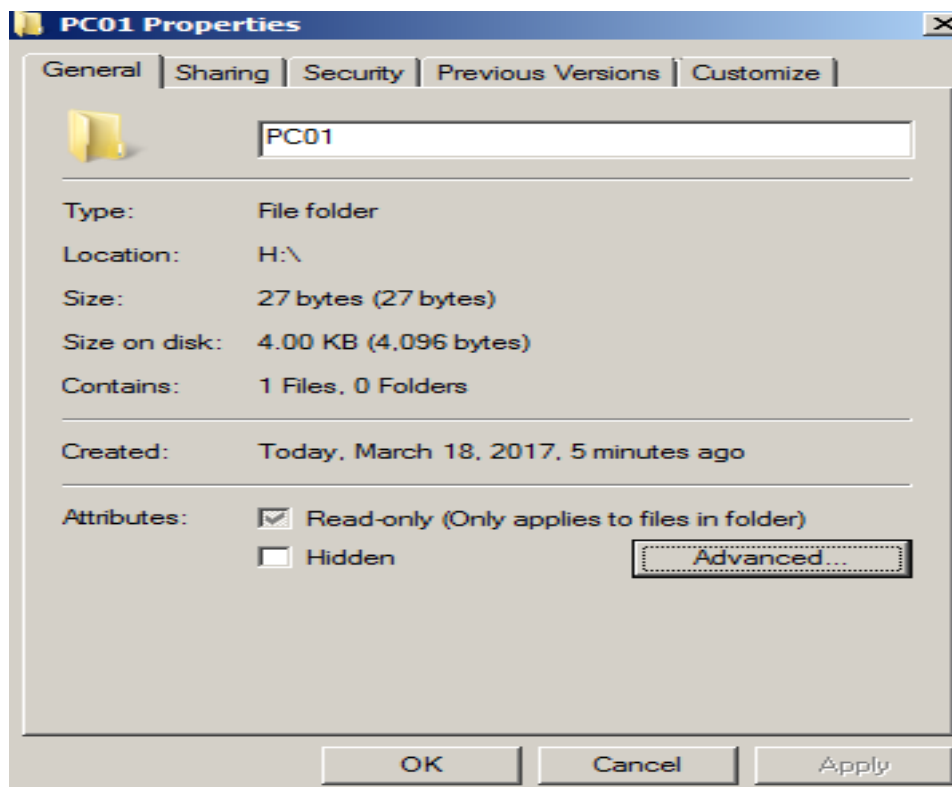 PC01 Properties
General Sharing Security Previous Versions Customize
PC01
Type: File folder
Location: H:\
Size: 27 bytes (27 bytes)
Size on disk: 4.00 KB (4,096 bytes)
Contains: 1 Files, 0 Folders
Created: Today, March 18, 2017, 5 minutes ago
Attributes: Read-only (Only applies to files in folder)
Hidden Advanced...
OK Cancel Apply